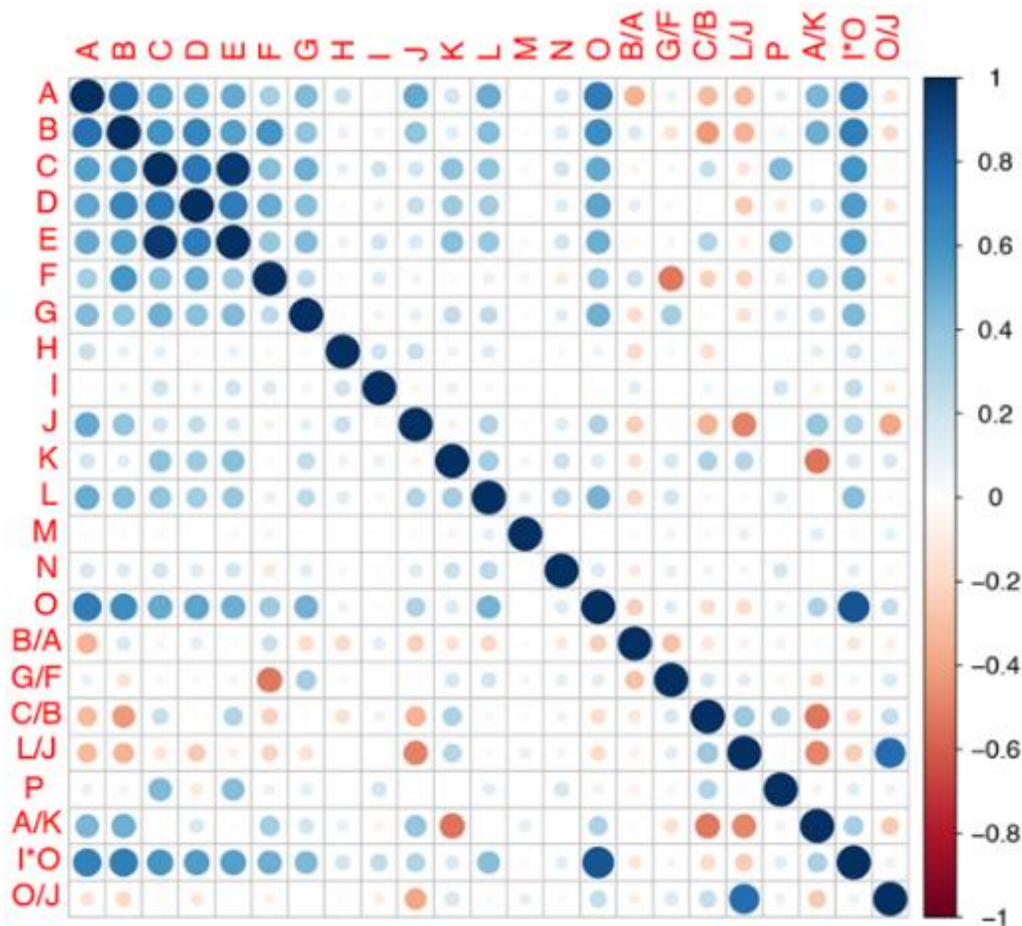 A B C D E F G H I J K L M N O B/A G/F C/B L/J P A/K I*O O/J
A
B
C
D
E
F
G
H
I
J
K
L
M
N
O
B/A
G/F
C/B
L/J
P
A/K
I*O
O/J
1
0.8
0.6
0.4
0.2
0
−0.2
−0.4
−0.6
−0.8
−1